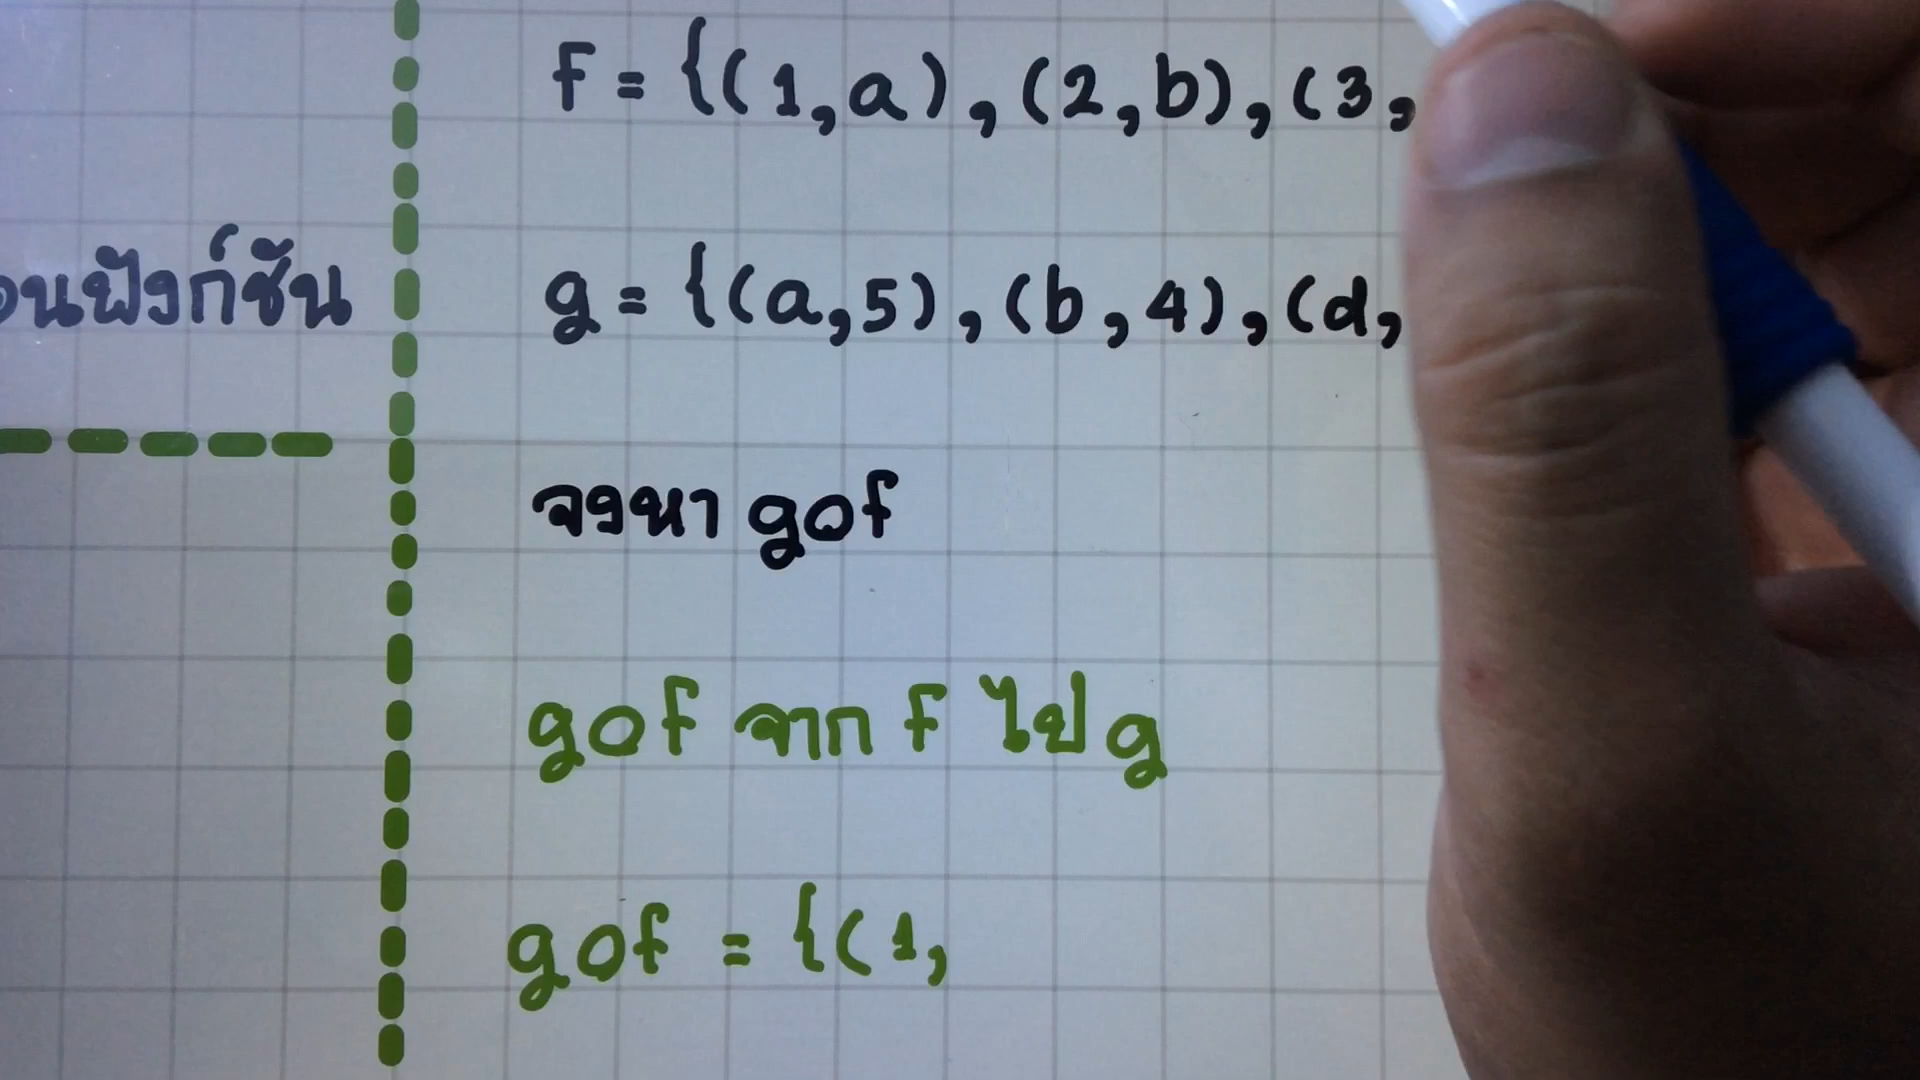 f = {(1,a),(2,b),(3,
g = {(a,5),(b,4),(d,
นฟังก์ชัน
จงหา gof
gof จาก f ไป g
gof = {(1,